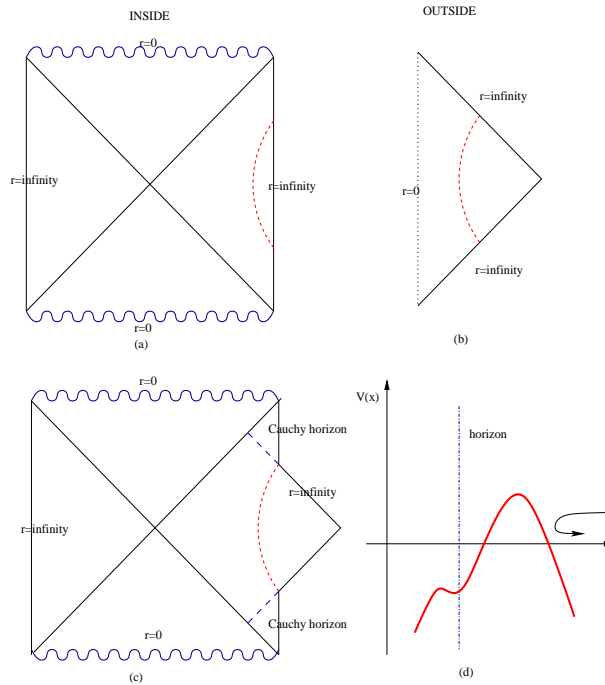 INSIDE
OUTSIDE
r=0
r=infinity
r=infinity
r=0
(a)
r=infinity
r=0
r=infinity
(b)
r=0
Cauchy horizon
r=infinity
r=infinity
Cauchy horizon
r=0
(c)
V(x)
horizon
(d)